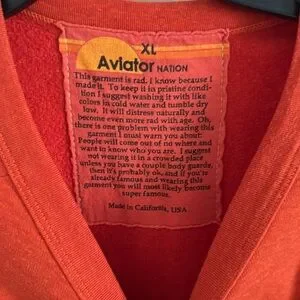 XL
Aviator NATION
This garment is rad. I know because I
made it. To keep it in pristine condi-
tion I suggest washing it with like
colors in cold water and tumble dry
low. It will distress naturally and
become even more rad with age. Oh,
there is one problem with wearing this
garment I must warn you about:
People will come out of no where and
want to know who you are. I suggest
not wearing it in a crowded place
unless you have a couple body guards,
then it's probably ok, and if you're
already famous and wearing this
garment you will most likely become
super famous.
Made in California, USA